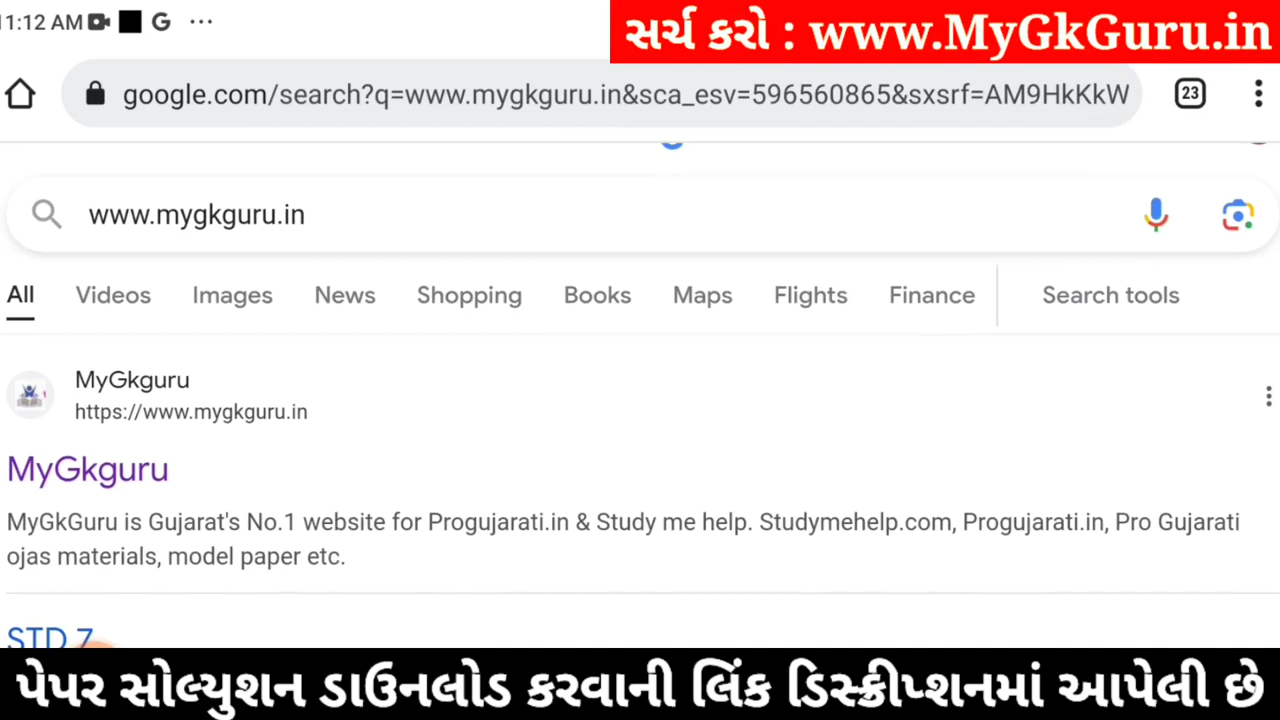 1:12 AM G ...
સર્ચ કરો : www.MyGkGuru.in
google.com/search?q=www.mygkguru.in&sca_esv=596560865&sxsrf=AM9HkKkW
23
www.mygkguru.in
All Videos Images News Shopping Books Maps Flights Finance Search tools
MyGkguru
https://www.mygkguru.in
MyGkguru
MyGkGuru is Gujarat's No.1 website for Progujarati.in & Study me help. Studymehelp.com, Progujarati.in, Pro Gujarati
ojas materials, model paper etc.
STD 7
પેપર સોલ્યુશન ડાઉનલોડ કરવાની લિંક ડિસ્ક્રીપ્શનમાં આપેલી છે